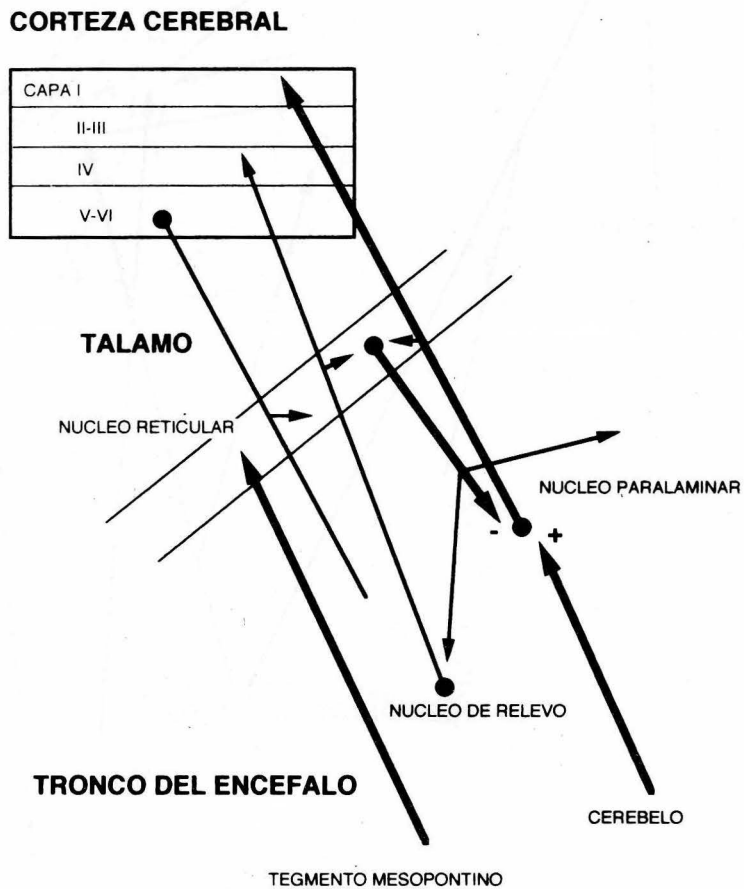 CORTEZA CEREBRAL
CAPA I
II-III
IV
V-VI
TALAMO
NUCLEO RETICULAR
NUCLEO PARALAMINAR
- +
NUCLEO DE RELEVO
TRONCO DEL ENCEFALO
CEREBELO
TEGMENTO MESOPONTINO